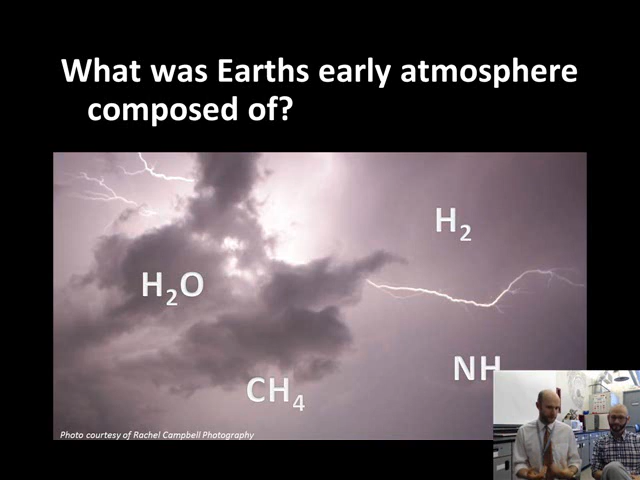 What was Earths early atmosphere
composed of?
H₂
H₂O
NH
CH₄
Photo courtesy of Rachel Campbell Photography